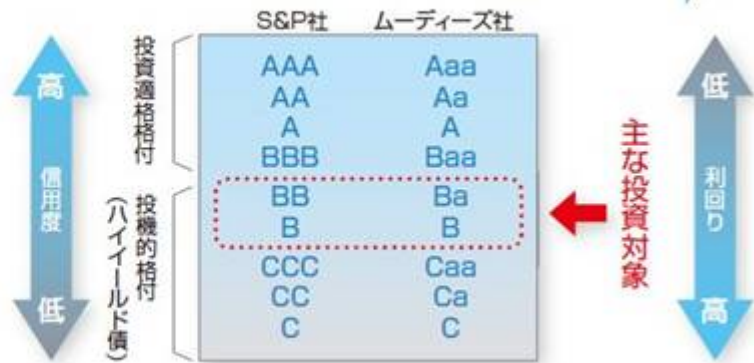 S&P社 ムーディーズ社
高
信用度
低
投資適格格付
投機的格付
(ハイイールド債)
AAA Aaa
AA Aa
A A
BBB Baa
BB Ba
B B
CCC Caa
CC Ca
C C
主な投資対象
低
利回り
高